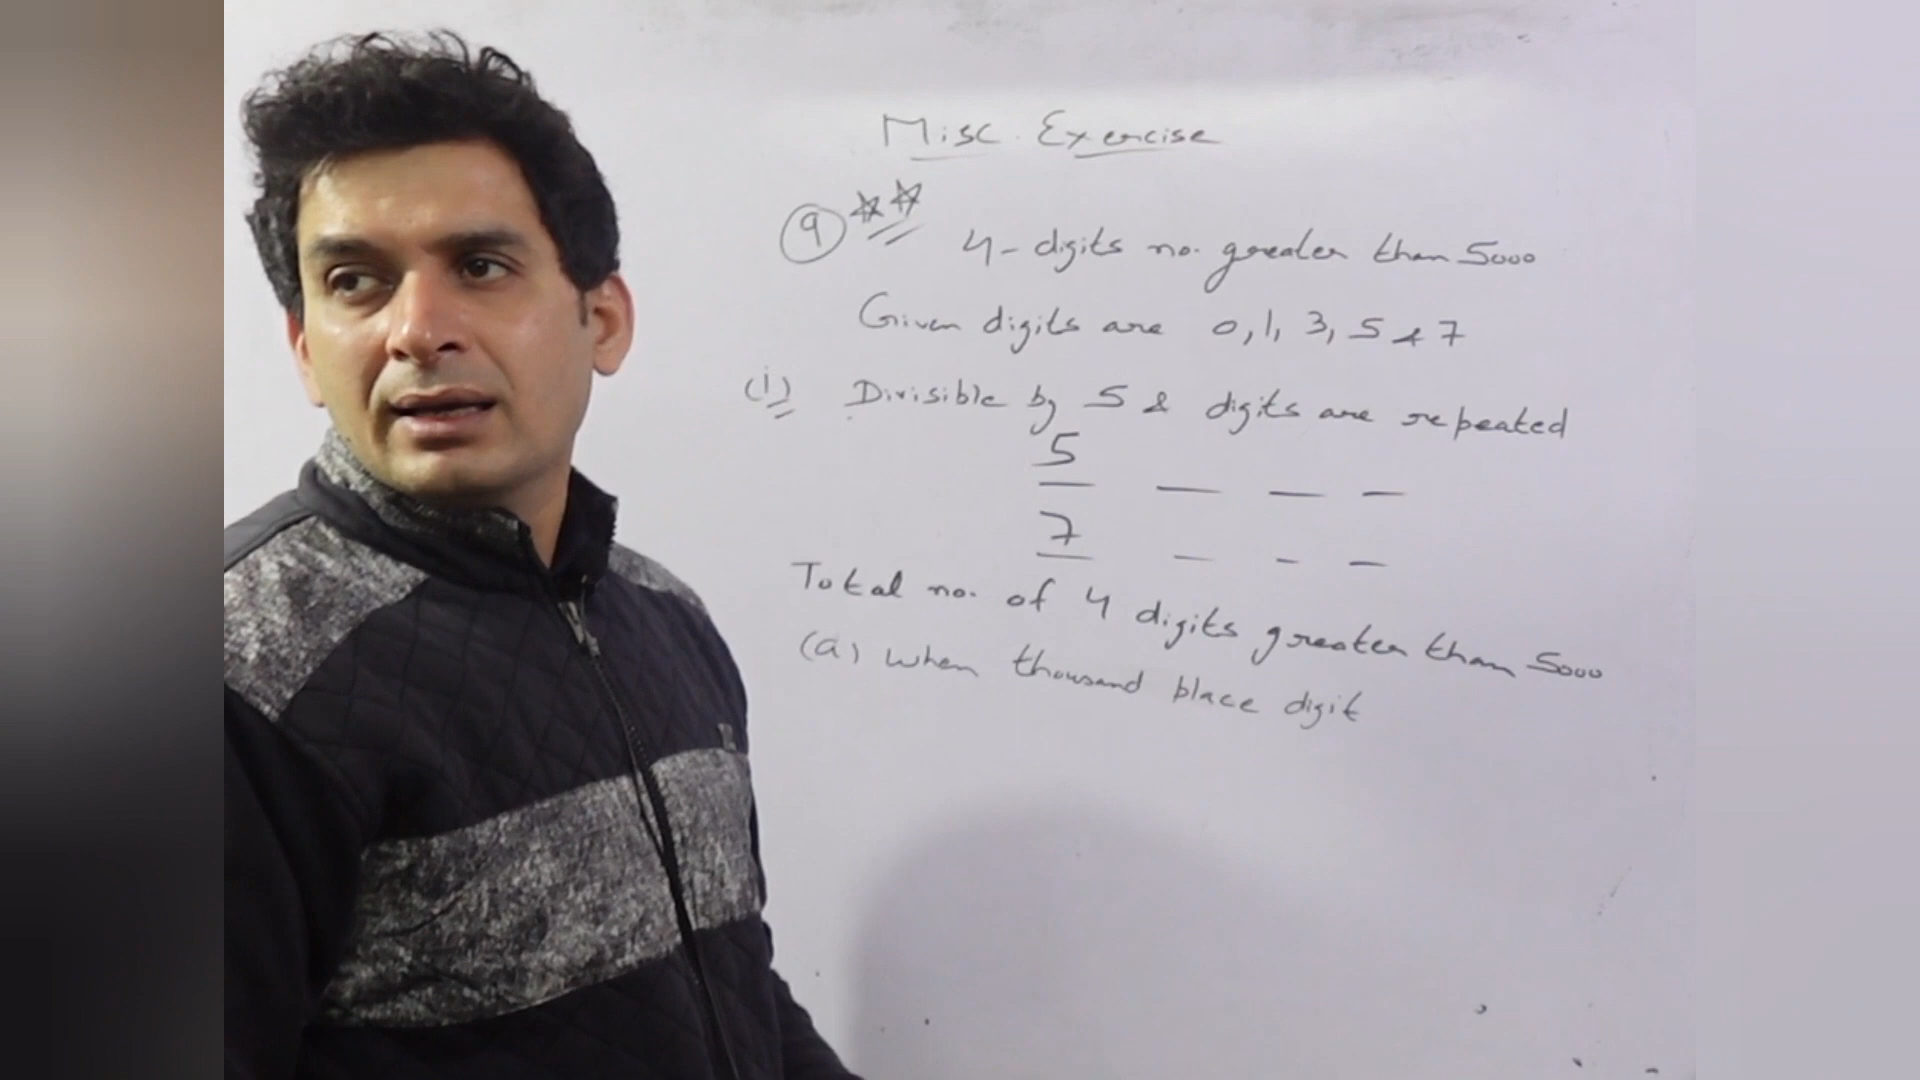 Misc. Exercise
9 4-digits no. greater than 5000
Given digits are 0, 1, 3, 5 & 7
(i) Divisible by 5 & digits are repeated
5 _ _ _
7 _ _ _
Total no. of 4 digits greater than 5000
(a) when thousand place digit